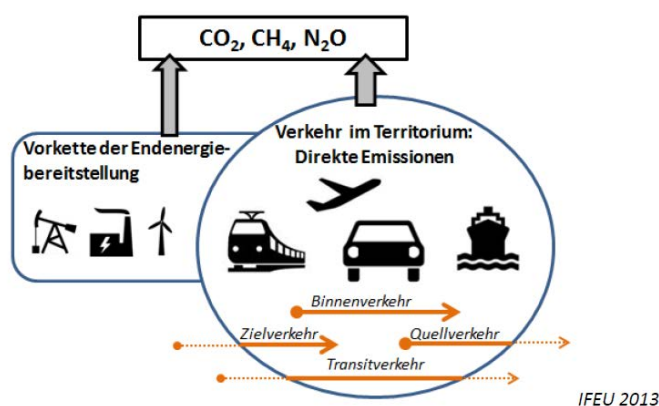 CO₂, CH₄, N₂O
Vorkette der Endenergie-
bereitstellung
Verkehr im Territorium:
Direkte Emissionen
Binnenverkehr
Zielverkehr
Quellverkehr
Transitverkehr
IFEU 2013